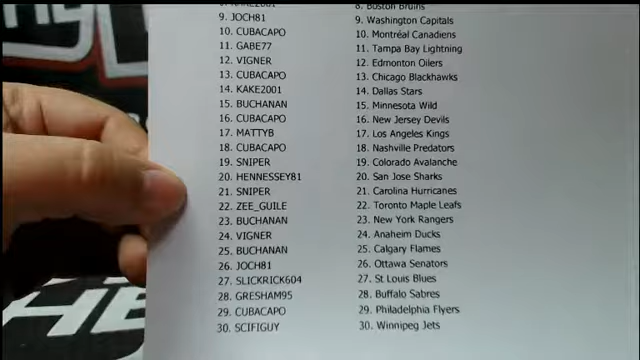 8. Boston Bruins
9. JOCH81 9. Washington Capitals
10. CUBACAPO 10. Montréal Canadiens
11. GABE77 11. Tampa Bay Lightning
12. VIGNER 12. Edmonton Oilers
13. CUBACAPO 13. Chicago Blackhawks
14. KAKE2001 14. Dallas Stars
15. BUCHANAN 15. Minnesota Wild
16. CUBACAPO 16. New Jersey Devils
17. MATTYB 17. Los Angeles Kings
18. CUBACAPO 18. Nashville Predators
19. SNIPER 19. Colorado Avalanche
20. HENNESSEY81 20. San Jose Sharks
21. SNIPER 21. Carolina Hurricanes
22. ZEE_GUILE 22. Toronto Maple Leafs
23. BUCHANAN 23. New York Rangers
24. VIGNER 24. Anaheim Ducks
25. BUCHANAN 25. Calgary Flames
26. JOCH81 26. Ottawa Senators
27. SLICKRICK604 27. St Louis Blues
28. GRESHAM95 28. Buffalo Sabres
29. CUBACAPO 29. Philadelphia Flyers
30. SCIFIGUY 30. Winnipeg Jets